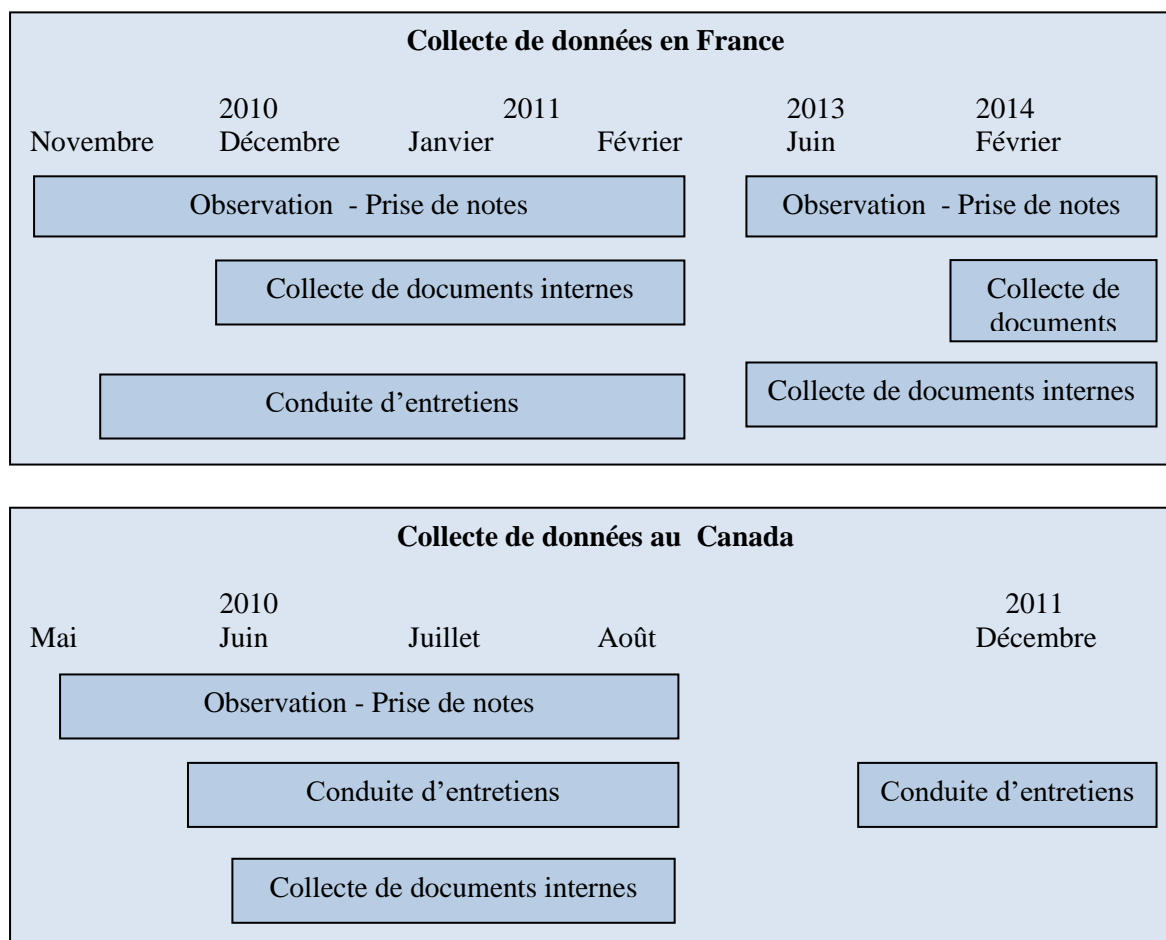 Collecte de données en France
2010 2011 2013 2014
Novembre Décembre Janvier Février Juin Février
Observation - Prise de notes Observation - Prise de notes
Collecte de documents internes
Collecte de
documents
Conduite d'entretiens
Collecte de documents internes
Collecte de données au Canada
2010 2011
Mai Juin Juillet Août Décembre
Observation - Prise de notes
Conduite d'entretiens Conduite d'entretiens
Collecte de documents internes